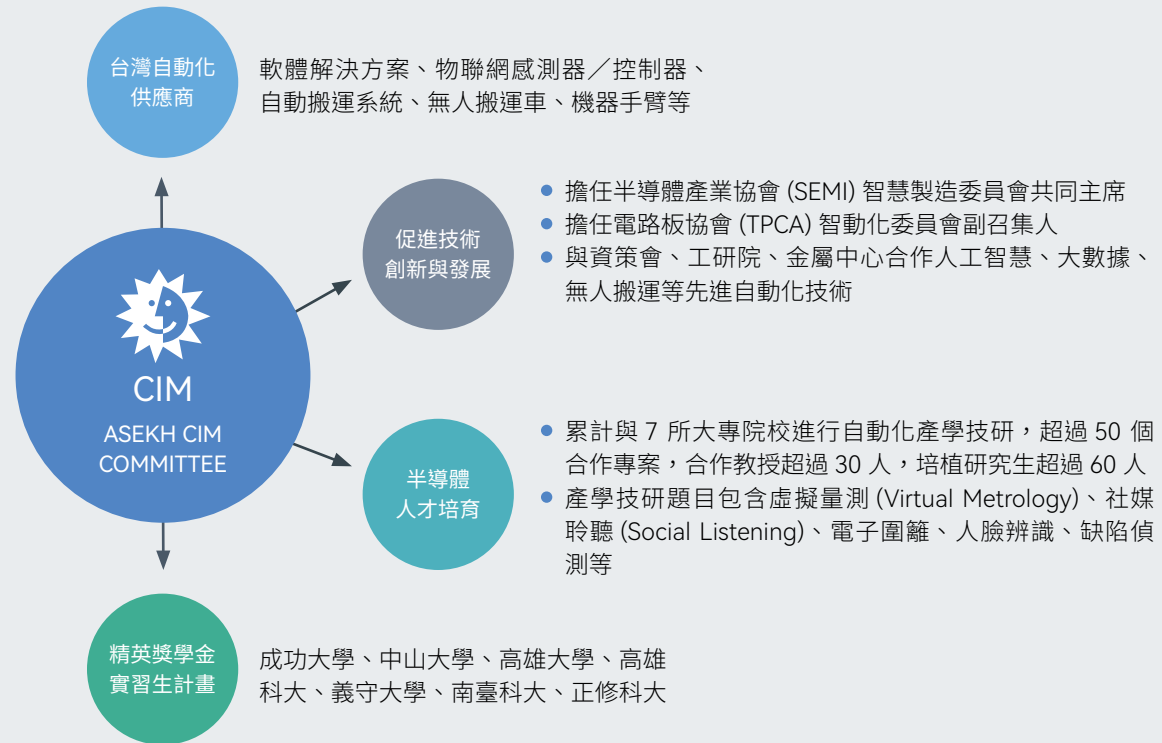 台灣自動化
供應商
軟體解決方案、物聯網感測器／控制器、
自動搬運系統、無人搬運車、機器手臂等
促進技術
創新與發展
擔任半導體產業協會 (SEMI) 智慧製造委員會共同主席
擔任電路板協會 (TPCA) 智動化委員會副召集人
與資策會、工研院、金屬中心合作人工智慧、大數據、
無人搬運等先進自動化技術
CIM
ASEKH CIM
COMMITTEE
半導體
人才培育
累計與 7 所大專院校進行自動化產學技研，超過 50 個
合作專案，合作教授超過 30 人，培植研究生超過 60 人
產學技研題目包含虛擬量測 (Virtual Metrology)、社媒
聆聽 (Social Listening)、電子圍籬、人臉辨識、缺陷偵
測等
精英獎學金
實習生計畫
成功大學、中山大學、高雄大學、高雄
科大、義守大學、南臺科大、正修科大